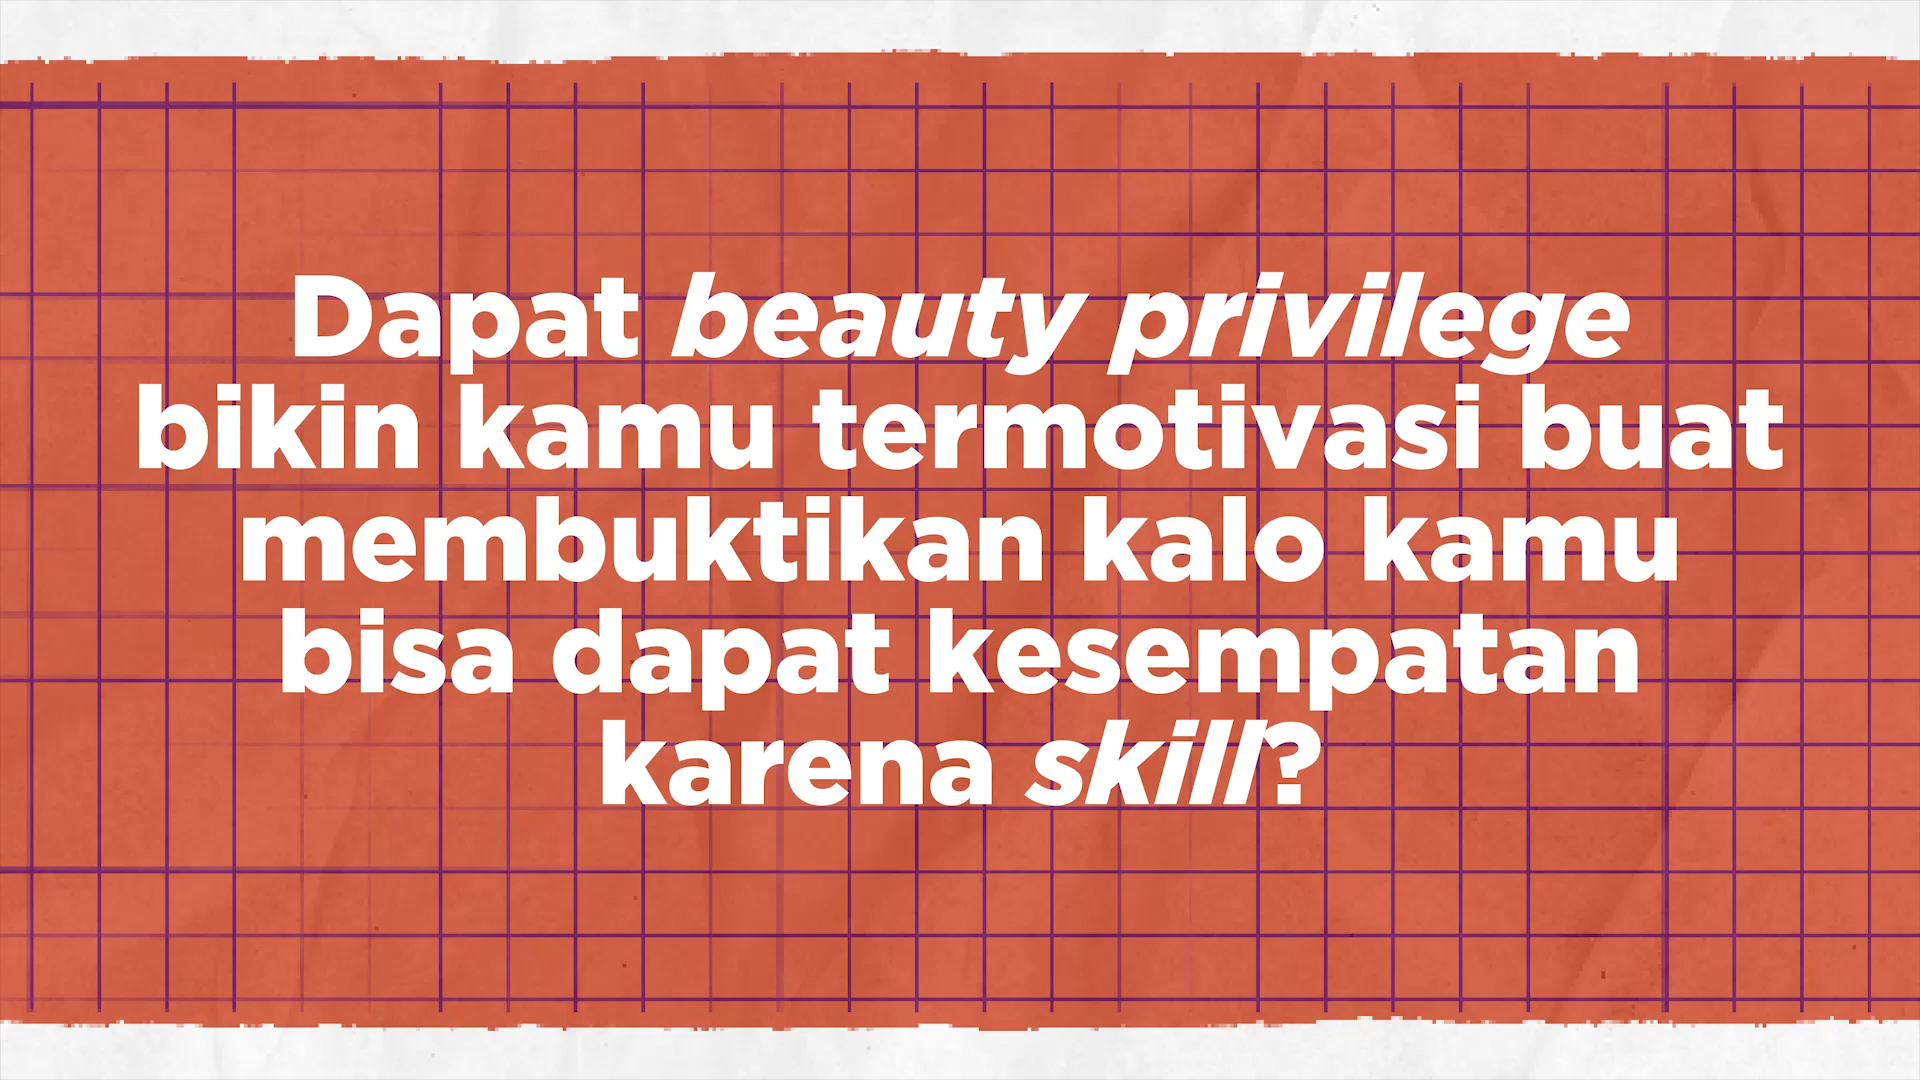 Dapat beauty privilege
bikin kamu termotivasi buat
membuktikan kalo kamu
bisa dapat kesempatan
karena skill?